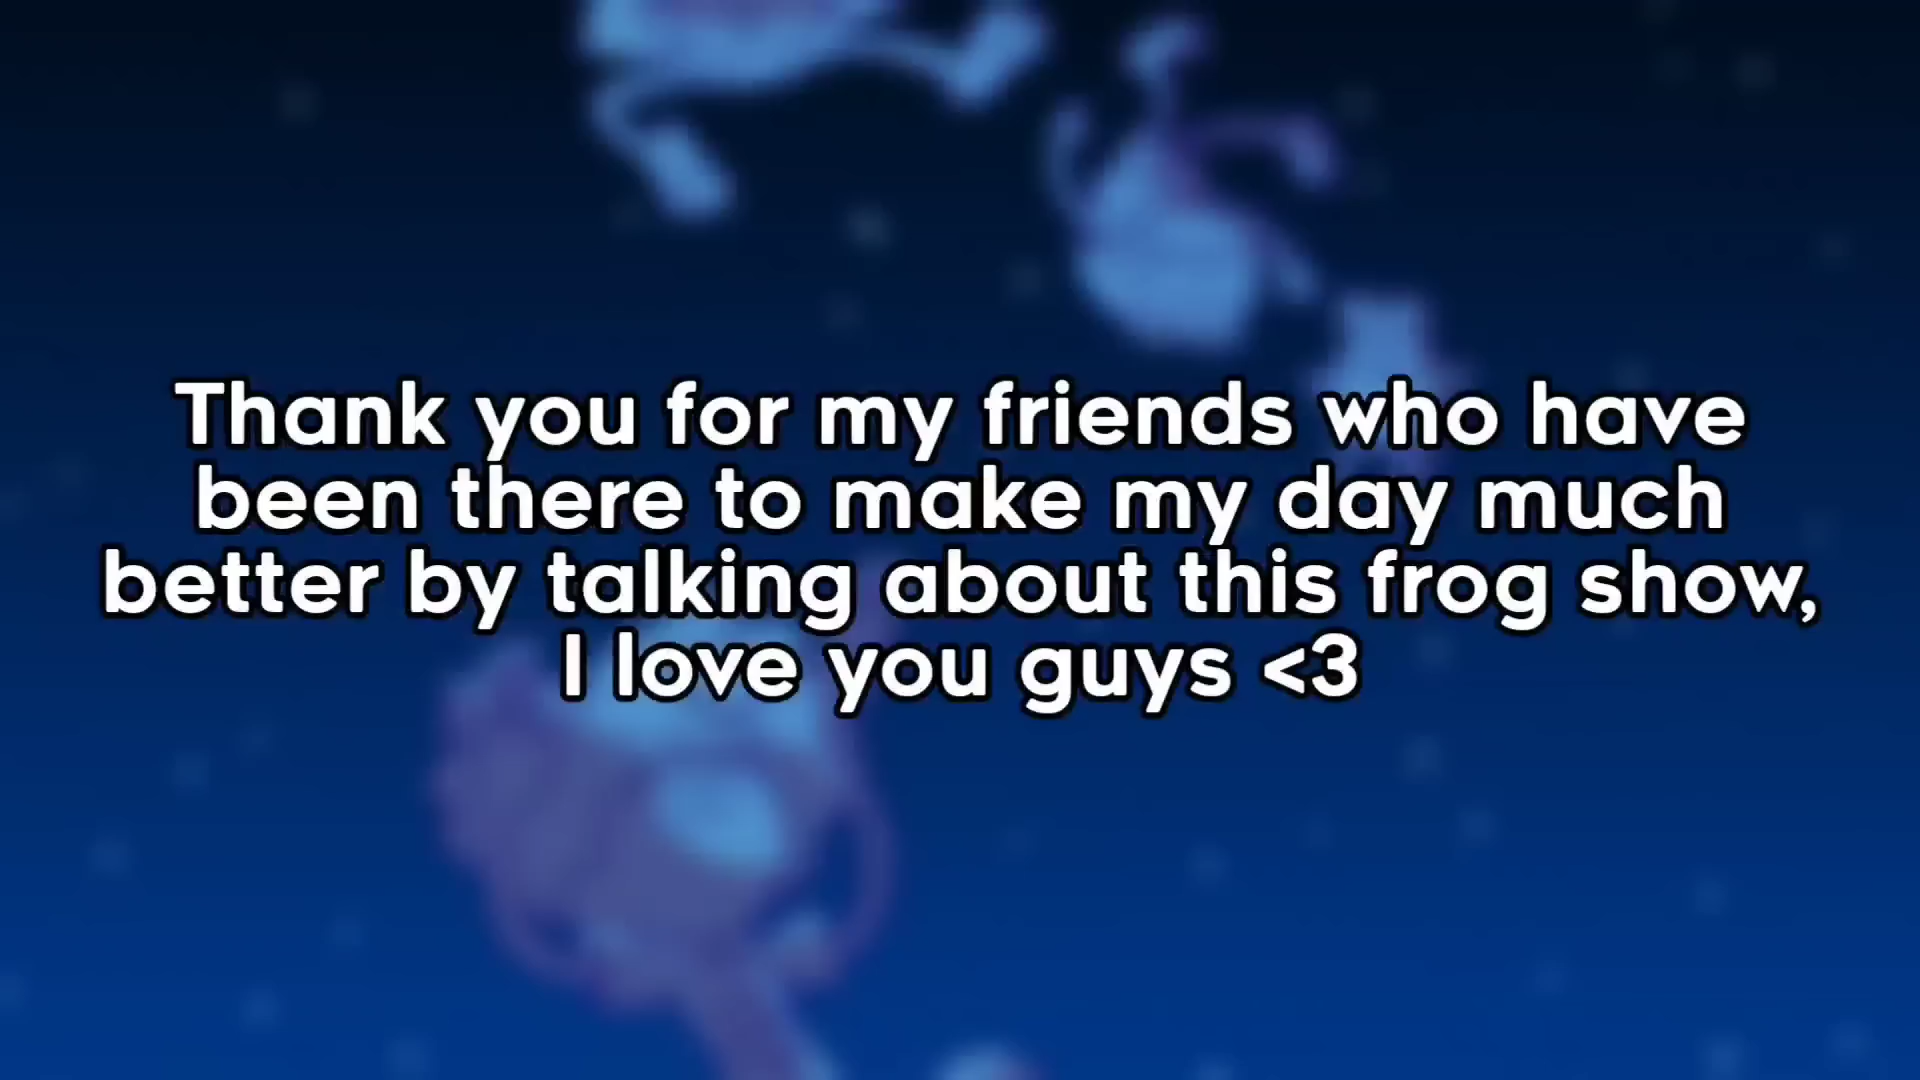 Thank you for my friends who have
been there to make my day much
better by talking about this frog show,
I love you guys <3